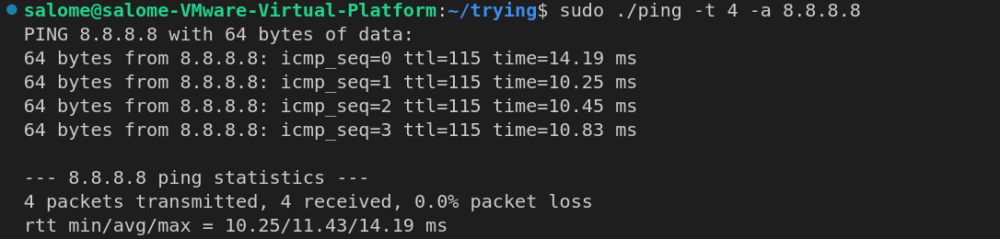 salome@salome-VMware-Virtual-Platform:~/trying$ sudo ./ping -t 4 -a 8.8.8.8
PING 8.8.8.8 with 64 bytes of data:
64 bytes from 8.8.8.8: icmp_seq=0 ttl=115 time=14.19 ms
64 bytes from 8.8.8.8: icmp_seq=1 ttl=115 time=10.25 ms
64 bytes from 8.8.8.8: icmp_seq=2 ttl=115 time=10.45 ms
64 bytes from 8.8.8.8: icmp_seq=3 ttl=115 time=10.83 ms

--- 8.8.8.8 ping statistics ---
4 packets transmitted, 4 received, 0.0% packet loss
rtt min/avg/max = 10.25/11.43/14.19 ms